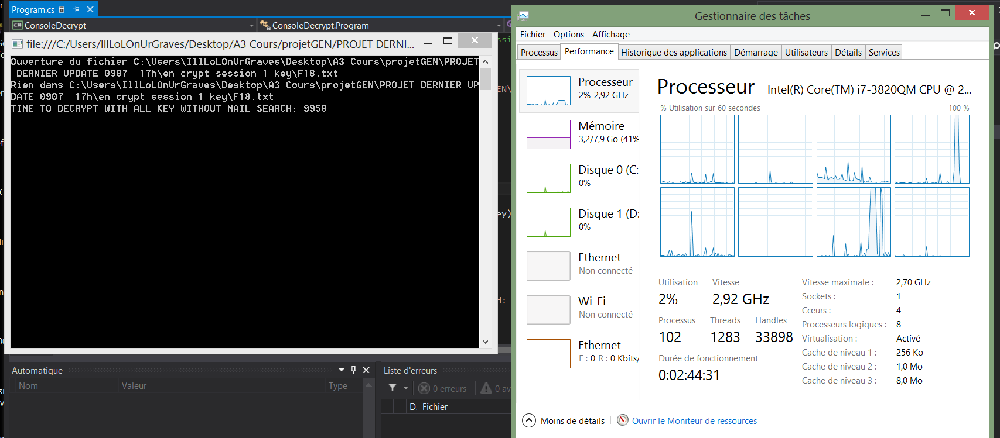 Program.cs
ConsoleDecrypt
ConsoleDecrypt.Program
file:///C:/Users/IllLoLOnUrGraves/Desktop/A3 Cours/projetGEN/PROJET DERNI...
Ouverture du fichier C:\Users\IllLoLOnUrGraves\Desktop\A3 Cours\projetGEN\PROJET
DERNIER UPDATE 0907  17h\en crypt session 1 key\F18.txt
Rien dans C:\Users\IllLoLOnUrGraves\Desktop\A3 Cours\projetGEN\PROJET DERNIER UP
DATE 0907  17h\en crypt session 1 key\F18.txt
TIME TO DECRYPT WITH ALL KEY WITHOUT MAIL SEARCH: 9958
Automatique
Nom
Valeur
Type
Liste d'erreurs
0 erreurs
0 av
D
Fichier
Gestionnaire des tâches
Fichier
Options
Affichage
Processus
Performance
Historique des applications
Démarrage
Utilisateurs
Détails
Services
Processeur
2% 2,92 GHz
Mémoire
3,2/7,9 Go (41%
Disque 0 (C:
0%
Disque 1 (D:
0%
Ethernet
Non connecté
Wi-Fi
Non connecté
Ethernet
E : 0 R : 0 Kbits/
Processeur
Intel(R) Core(TM) i7-3820QM CPU @ 2...
% Utilisation sur 60 secondes
100 %
Utilisation
Vitesse
2%
2,92 GHz
Processus
Threads
Handles
102
1283
33898
Durée de fonctionnement
0:02:44:31
Vitesse maximale :
2,70 GHz
Sockets :
1
Cœurs :
4
Processeurs logiques :
8
Virtualisation :
Activé
Cache de niveau 1 :
256 Ko
Cache de niveau 2 :
1,0 Mo
Cache de niveau 3 :
8,0 Mo
Moins de détails
Ouvrir le Moniteur de ressources